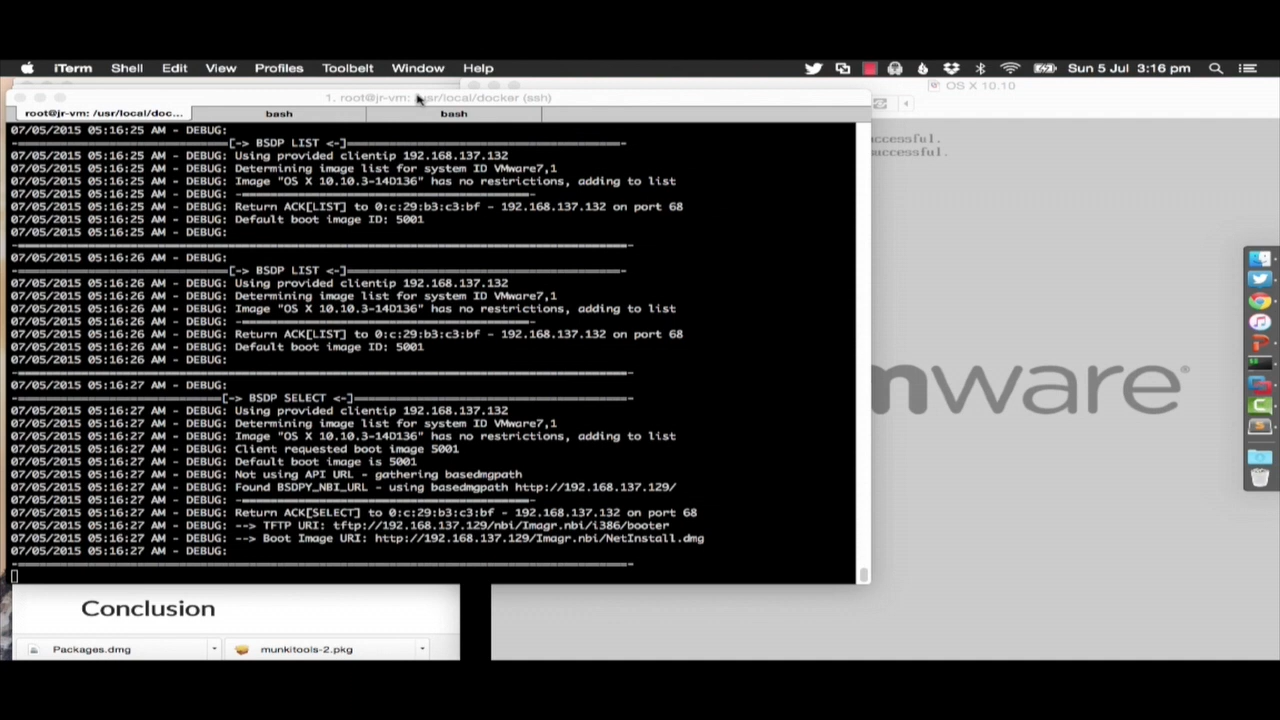 iTerm Shell Edit View Profiles Toolbelt Window Help Sun 5 Jul 3:16 pm
OS X 10.10
1. root@jr-vm: /usr/local/docker (ssh)
root@jr-vm: /usr/local/doc... bash bash
uccessful.
uccessful.
07/05/2015 05:16:25 AM - DEBUG:
[-> BSDP LIST <-]
07/05/2015 05:16:25 AM - DEBUG: Using provided clientip 192.168.137.132
07/05/2015 05:16:25 AM - DEBUG: Determining image list for system ID VMware7,1
07/05/2015 05:16:25 AM - DEBUG: Image "OS X 10.10.3-14D136" has no restrictions, adding to list
07/05/2015 05:16:25 AM - DEBUG:
07/05/2015 05:16:25 AM - DEBUG: Return ACK[LIST] to 0:c:29:b3:c3:bf - 192.168.137.132 on port 68
07/05/2015 05:16:25 AM - DEBUG: Default boot image ID: 5001
07/05/2015 05:16:25 AM - DEBUG:
07/05/2015 05:16:26 AM - DEBUG:
[-> BSDP LIST <-]
07/05/2015 05:16:26 AM - DEBUG: Using provided clientip 192.168.137.132
07/05/2015 05:16:26 AM - DEBUG: Determining image list for system ID VMware7,1
07/05/2015 05:16:26 AM - DEBUG: Image "OS X 10.10.3-14D136" has no restrictions, adding to list
07/05/2015 05:16:26 AM - DEBUG:
07/05/2015 05:16:26 AM - DEBUG: Return ACK[LIST] to 0:c:29:b3:c3:bf - 192.168.137.132 on port 68
07/05/2015 05:16:26 AM - DEBUG: Default boot image ID: 5001
07/05/2015 05:16:26 AM - DEBUG:
07/05/2015 05:16:27 AM - DEBUG:
[-> BSDP SELECT <-]
07/05/2015 05:16:27 AM - DEBUG: Using provided clientip 192.168.137.132
07/05/2015 05:16:27 AM - DEBUG: Determining image list for system ID VMware7,1
07/05/2015 05:16:27 AM - DEBUG: Image "OS X 10.10.3-14D136" has no restrictions, adding to list
07/05/2015 05:16:27 AM - DEBUG: Client requested boot image 5001
07/05/2015 05:16:27 AM - DEBUG: Default boot image is 5001
07/05/2015 05:16:27 AM - DEBUG: Not using API URL - gathering basedmgpath
07/05/2015 05:16:27 AM - DEBUG: Found BSDPY_NBI_URL - using basedmgpath http://192.168.137.129/
07/05/2015 05:16:27 AM - DEBUG:
07/05/2015 05:16:27 AM - DEBUG: Return ACK[SELECT] to 0:c:29:b3:c3:bf - 192.168.137.132 on port 68
07/05/2015 05:16:27 AM - DEBUG: --> TFTP URI: tftp://192.168.137.129/nbi/Imagr.nbi/i386/booter
07/05/2015 05:16:27 AM - DEBUG: --> Boot Image URI: http://192.168.137.129/Imagr.nbi/NetInstall.dmg
07/05/2015 05:16:27 AM - DEBUG:
mware®
Conclusion
Packages.dmg munkitools-2.pkg